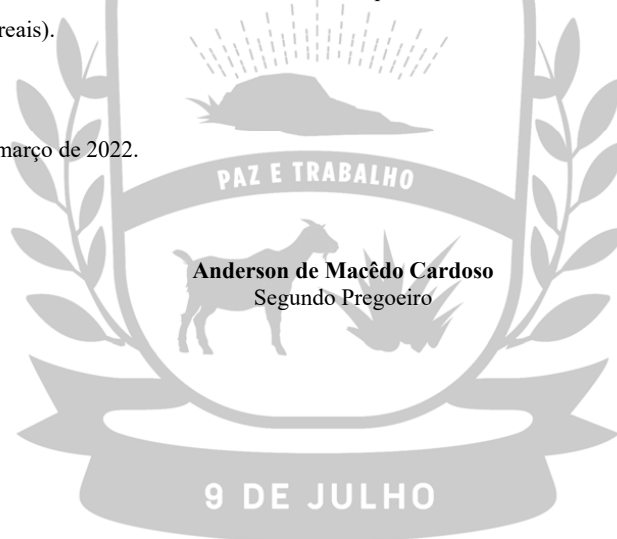 reais).
março de 2022.
PAZ E TRABALHO
Anderson de Macêdo Cardoso
Segundo Pregoeiro
9 DE JULHO